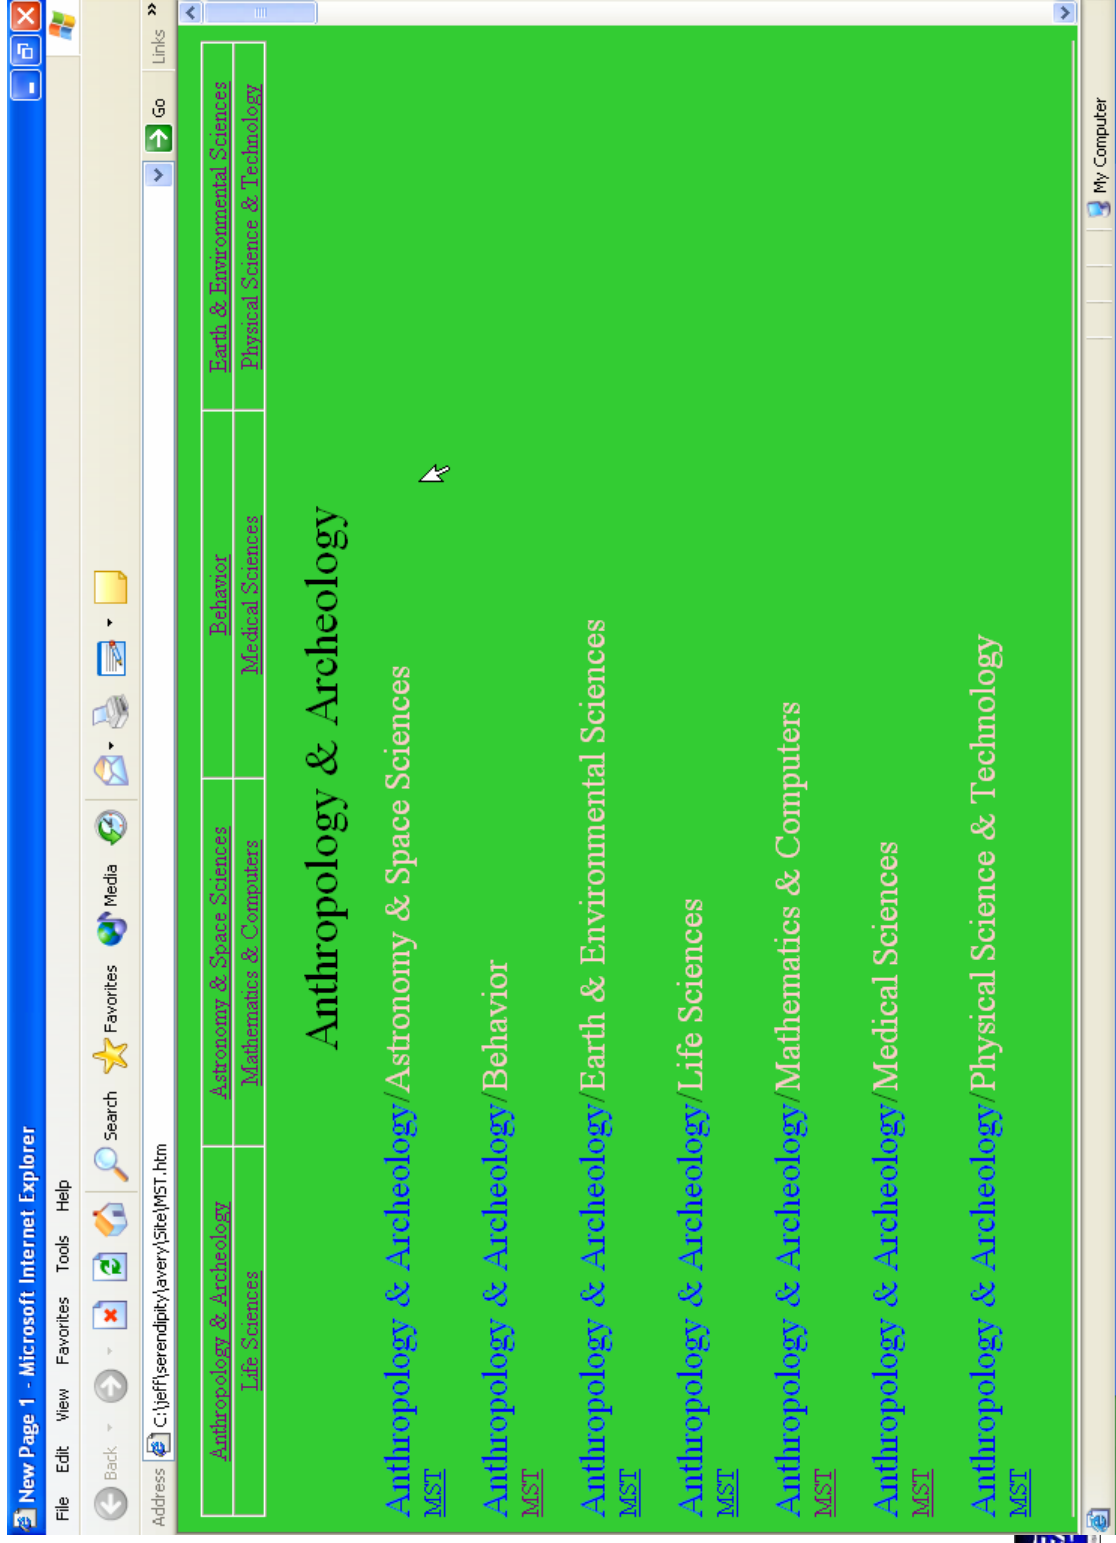 New Page 1 - Microsoft Internet Explorer
File Edit View Favorites Tools Help
Back Search Favorites Media
Address C:\jeff\serendipity\avery\Site\MST.htm Go Links »
Anthropology & Archeology Astronomy & Space Sciences Behavior Earth & Environmental Sciences
Life Sciences Mathematics & Computers Medical Sciences Physical Science & Technology
Anthropology & Archeology
Anthropology & Archeology/Astronomy & Space Sciences
MST
Anthropology & Archeology/Behavior
MST
Anthropology & Archeology/Earth & Environmental Sciences
MST
Anthropology & Archeology/Life Sciences
MST
Anthropology & Archeology/Mathematics & Computers
MST
Anthropology & Archeology/Medical Sciences
MST
Anthropology & Archeology/Physical Science & Technology
MST
My Computer